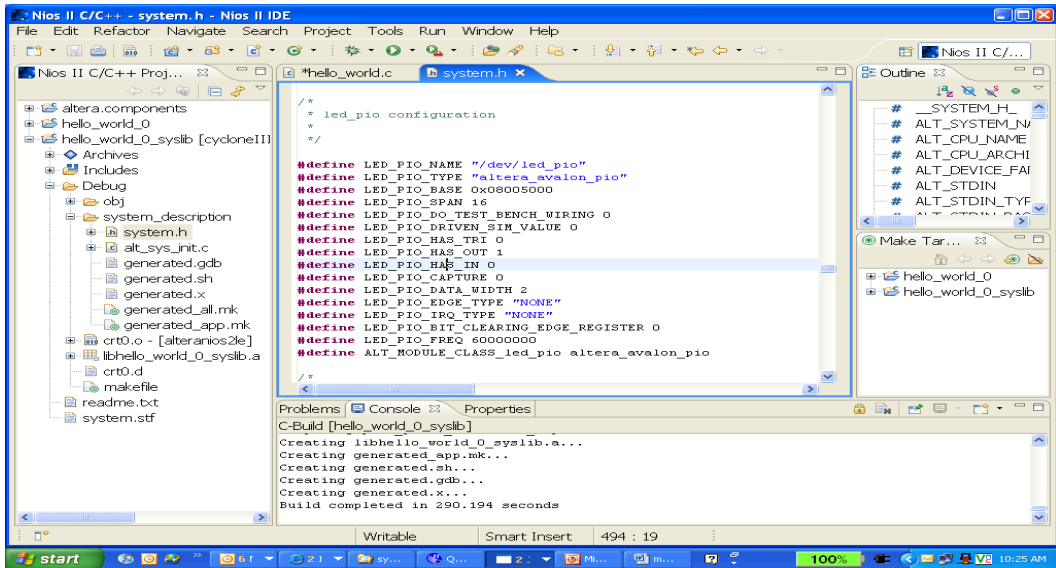 Nios II C/C++ - system.h - Nios II IDE
File Edit Refactor Navigate Search Project Tools Run Window Help
Nios II C/...
Nios II C/C++ Proj...
altera.components
hello_world_0
hello_world_0_syslib [cycloneIII
Archives
Includes
Debug
obj
system_description
system.h
alt_sys_init.c
generated.gdb
generated.sh
generated.x
generated_all.mk
generated_app.mk
crt0.o - [alteranios2le]
libhello_world_0_syslib.a
crt0.d
makefile
readme.txt
system.stf
*hello_world.c system.h
/*
* led_pio configuration
*
*/
#define LED_PIO_NAME "/dev/led_pio"
#define LED_PIO_TYPE "altera_avalon_pio"
#define LED_PIO_BASE 0x08005000
#define LED_PIO_SPAN 16
#define LED_PIO_DO_TEST_BENCH_WIRING 0
#define LED_PIO_DRIVEN_SIM_VALUE 0
#define LED_PIO_HAS_TRI 0
#define LED_PIO_HAS_OUT 1
#define LED_PIO_HAS_IN 0
#define LED_PIO_CAPTURE 0
#define LED_PIO_DATA_WIDTH 2
#define LED_PIO_EDGE_TYPE "NONE"
#define LED_PIO_IRQ_TYPE "NONE"
#define LED_PIO_BIT_CLEARING_EDGE_REGISTER 0
#define LED_PIO_FREQ 60000000
#define ALT_MODULE_CLASS_led_pio altera_avalon_pio
/*
Outline
# __SYSTEM_H_
# ALT_SYSTEM_NA
# ALT_CPU_NAME
# ALT_CPU_ARCHI
# ALT_DEVICE_FAI
# ALT_STDIN
# ALT_STDIN_TYP
Make Tar...
hello_world_0
hello_world_0_syslib
Problems Console Properties
C-Build [hello_world_0_syslib]
Creating libhello_world_0_syslib.a...
Creating generated_app.mk...
Creating generated.sh...
Creating generated.gdb...
Creating generated.x...
Build completed in 290.194 seconds
Writable Smart Insert 494 : 19
start 6 I 2 I sy... Q... 2 Mi... m... 100% 10:25 AM